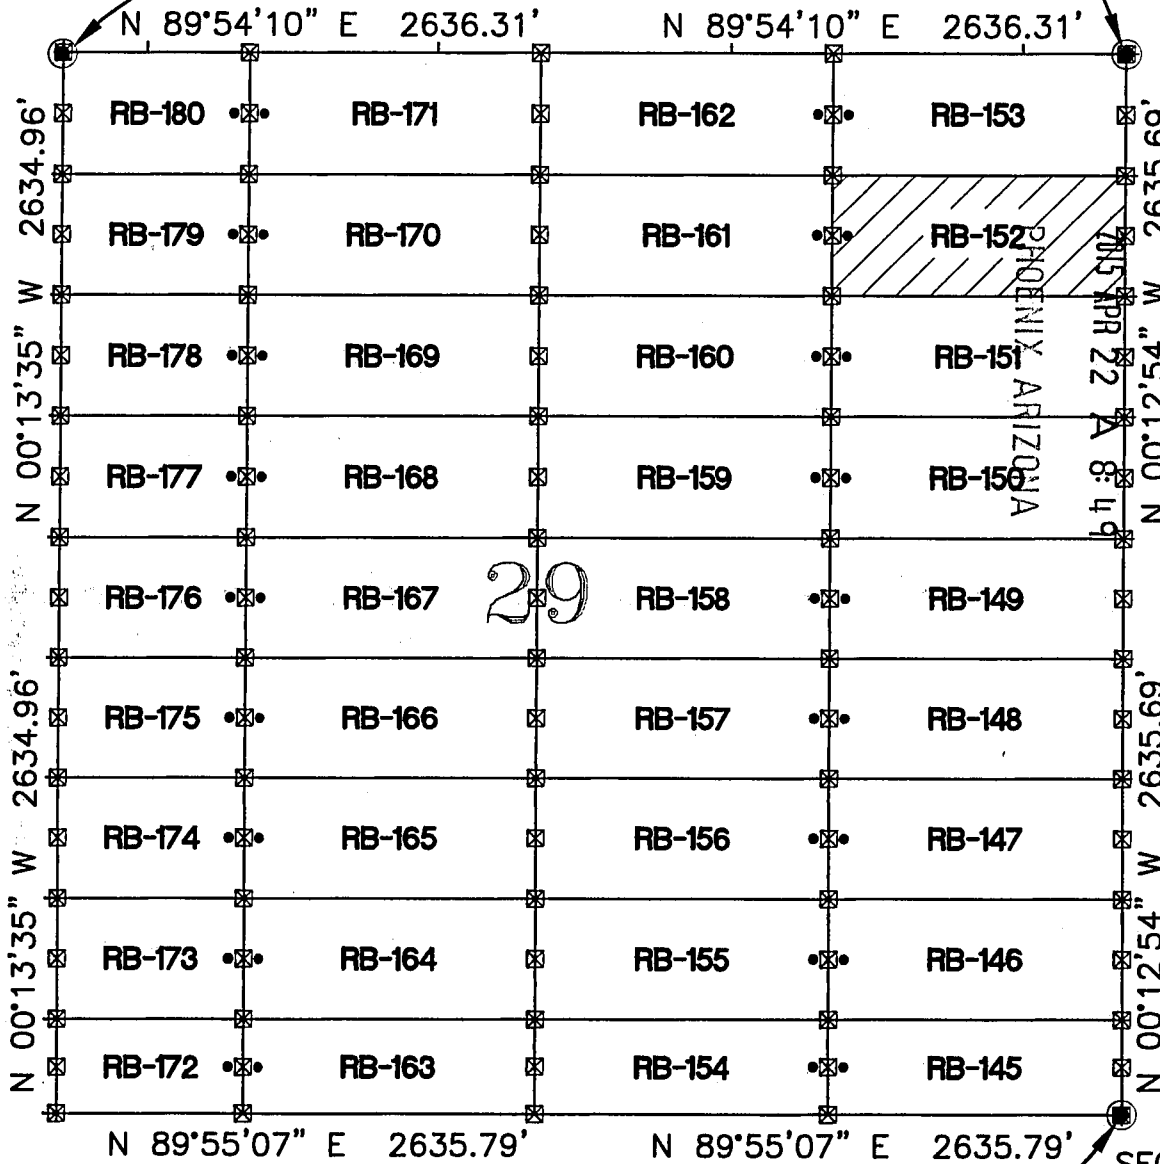 N 89°54'10" E 2636.31' N 89°54'10" E 2636.31'
N 00°13'35" W 2634.96'
N 00°12'54" W 2635.69'
RB-180 RB-171 RB-162 RB-153
RB-179 RB-170 RB-161 RB-152
RB-178 RB-169 RB-160 RB-151
RB-177 RB-168 RB-159 RB-150
2015 APR 22 A 8:49
PHOENIX ARIZONA
29
RB-176 RB-167 RB-158 RB-149
RB-175 RB-166 RB-157 RB-148
RB-174 RB-165 RB-156 RB-147
RB-173 RB-164 RB-155 RB-146
RB-172 RB-163 RB-154 RB-145
N 00°13'35" W 2634.96'
N 00°12'54" W 2635.69'
N 89°55'07" E 2635.79' N 89°55'07" E 2635.79'